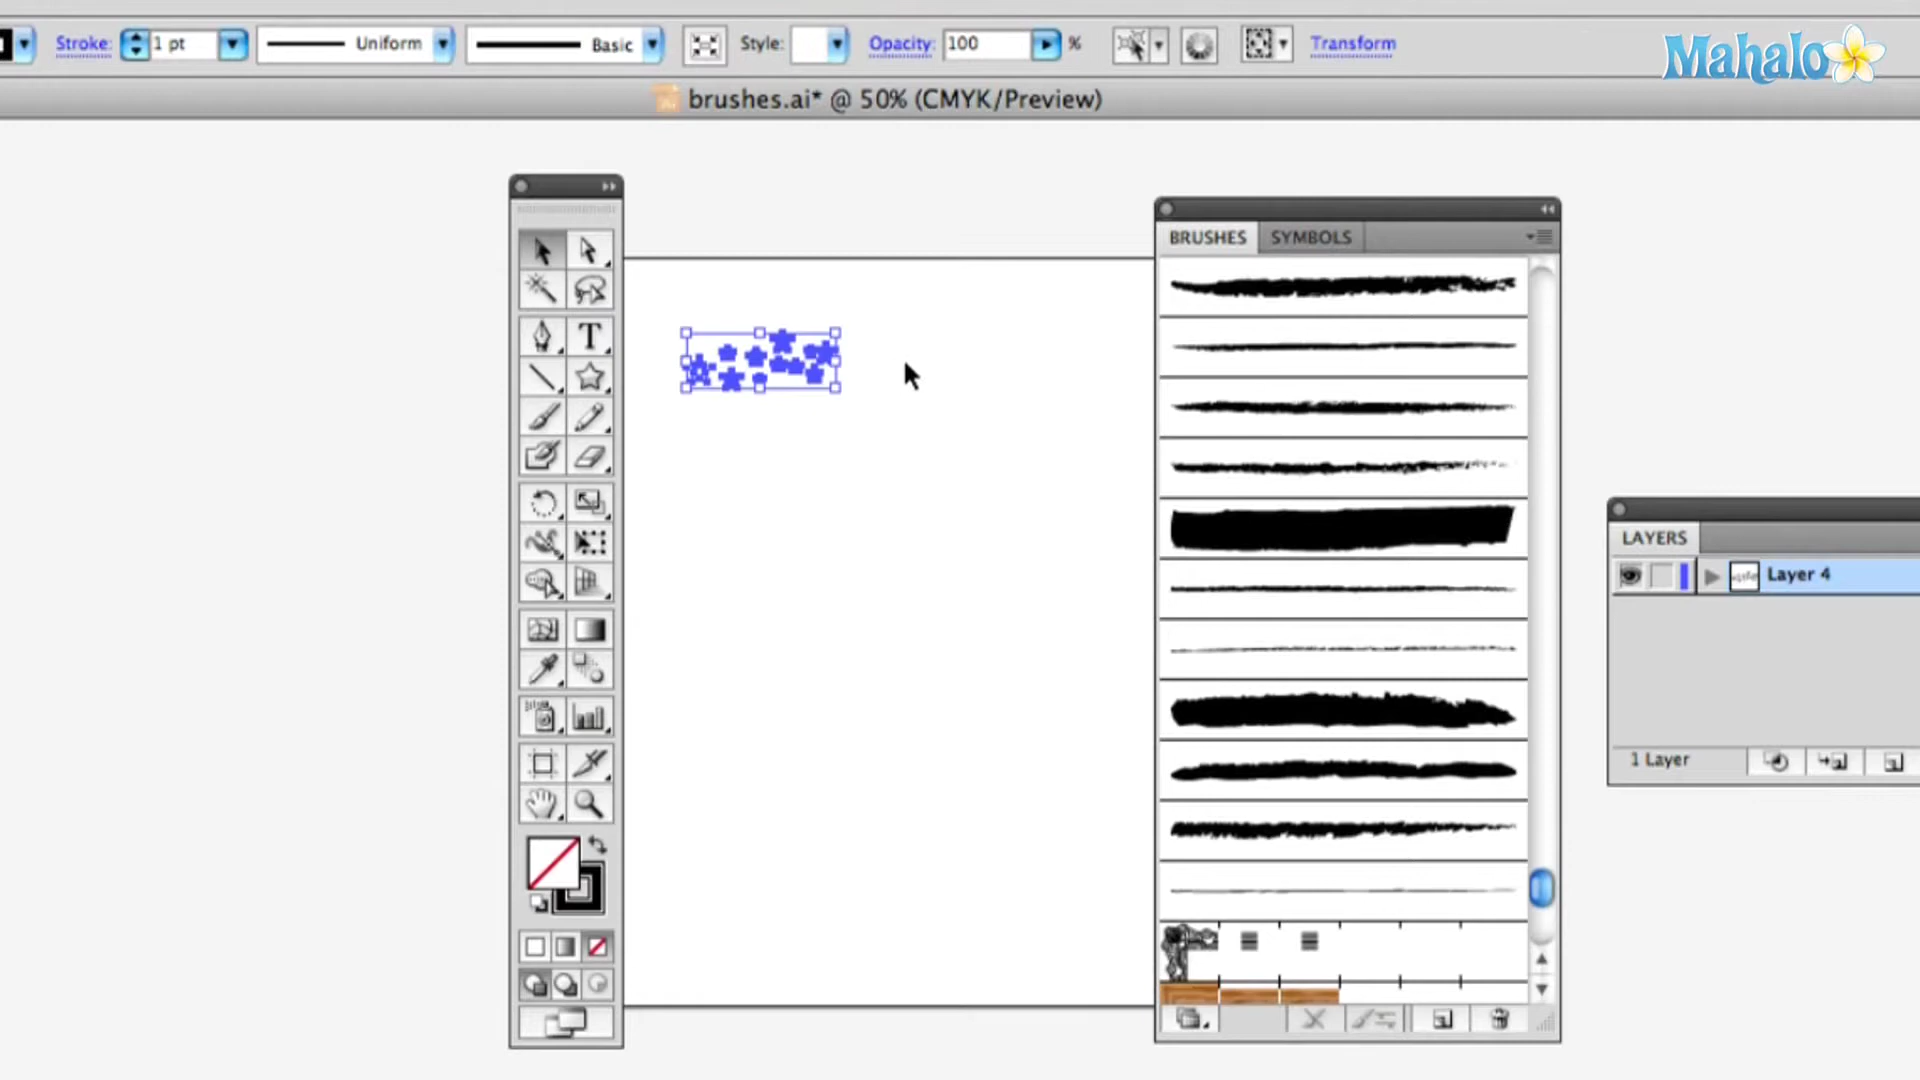 Stroke: 1 pt Uniform Basic Style: Opacity: 100 % Transform
Mahalo
brushes.ai* @ 50% (CMYK/Preview)
BRUSHES SYMBOLS
T
LAYERS
Layer 4
1 Layer